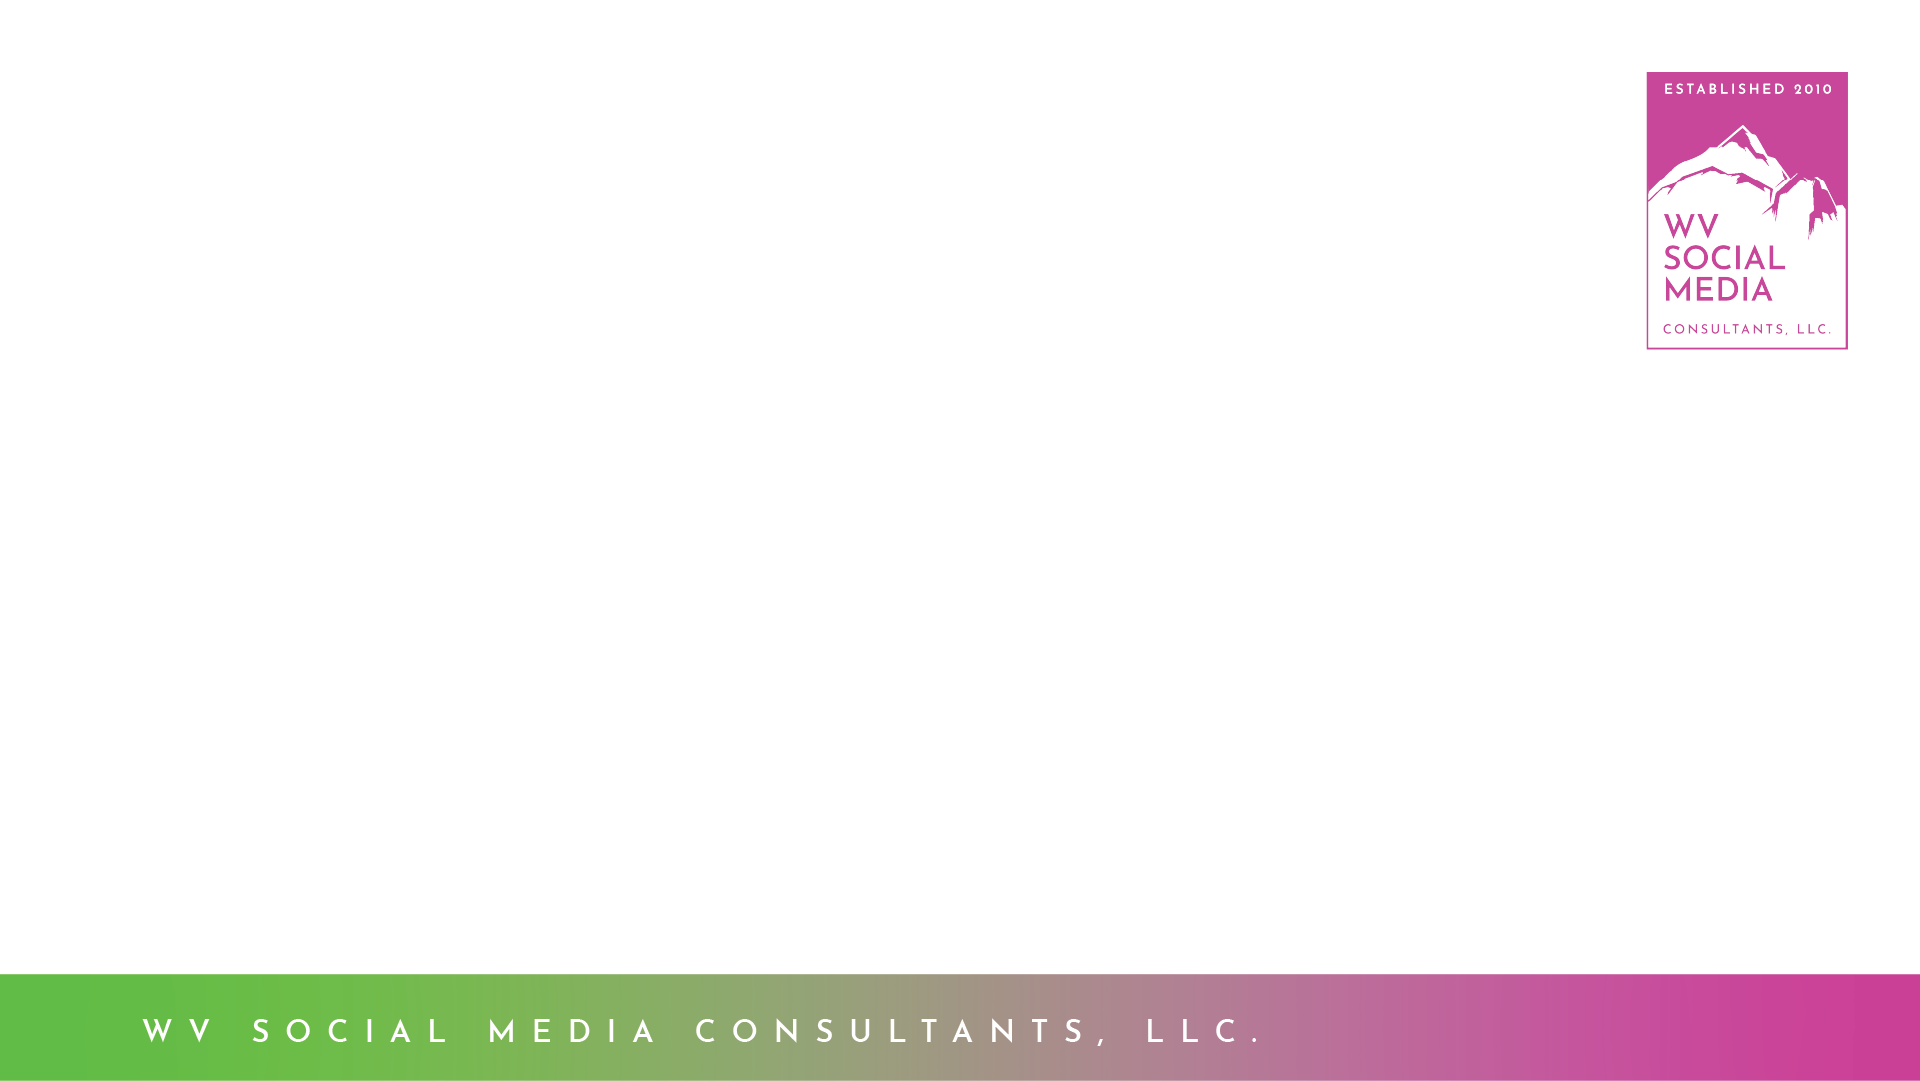 ESTABLISHED 2010
WV
SOCIAL
MEDIA
CONSULTANTS, LLC.
WV SOCIAL MEDIA CONSULTANTS, LLC.